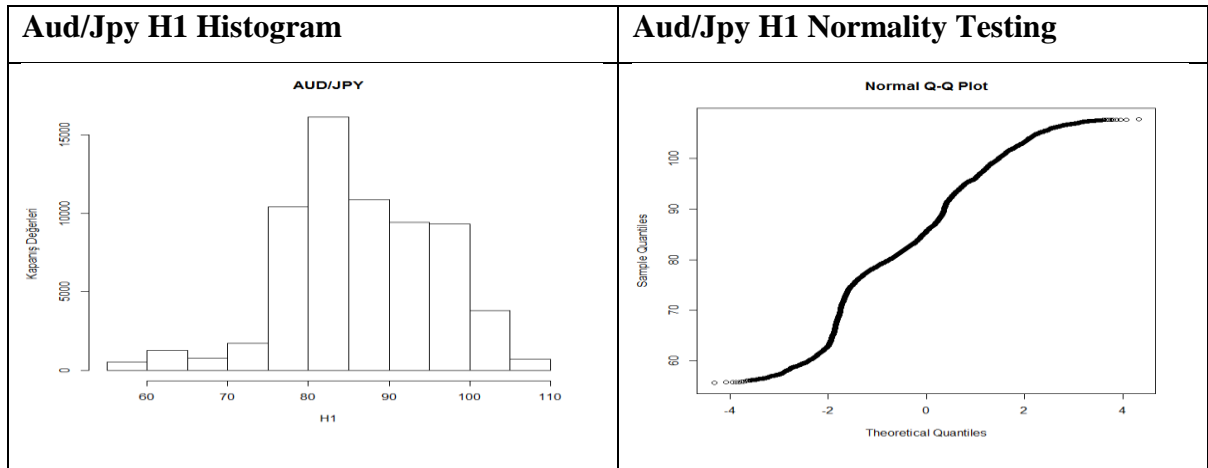 Aud/Jpy H1 Histogram
Aud/Jpy H1 Normality Testing
AUD/JPY
Kapanış Değerleri
15000
10000
5000
0
60 70 80 90 100 110
H1
Normal Q-Q Plot
Sample Quantiles
100
90
80
70
60
-4 -2 0 2 4
Theoretical Quantiles